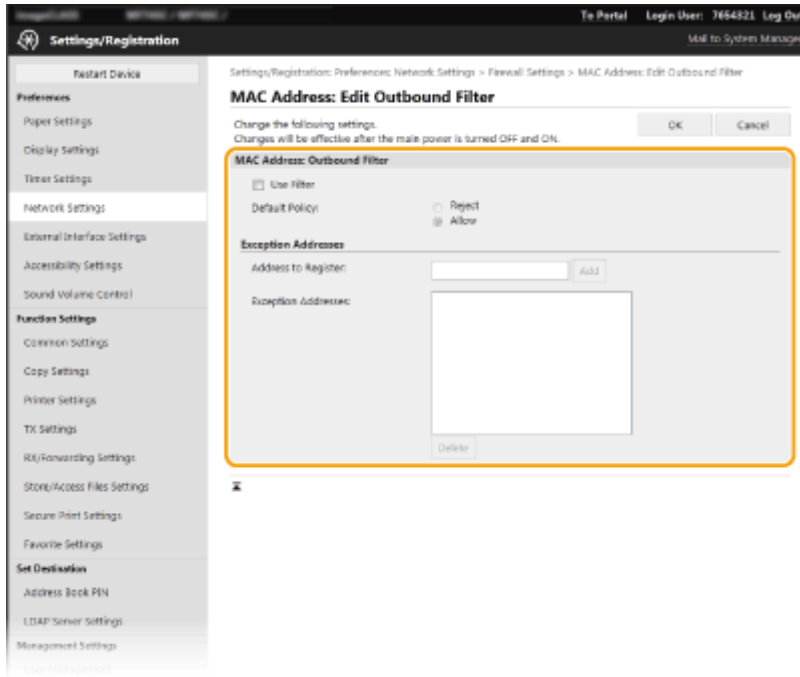 To Portal Login User: 7654321 Log Ou
Settings/Registration
Mail to System Manage
Restart Device
Preferences
Paper Settings
Display Settings
Timer Settings
Network Settings
External Interface Settings
Accessibility Settings
Sound Volume Control
Function Settings
Common Settings
Copy Settings
Printer Settings
TX Settings
RX/Forwarding Settings
Store/Access Files Settings
Secure Print Settings
Favorite Settings
Set Destination
Address Book PIN
LDAP Server Settings
Management Settings
Settings/Registration: Preferences: Network Settings > Firewall Settings > MAC Address: Edit Outbound Filter
MAC Address: Edit Outbound Filter
Change the following settings.
Changes will be effective after the main power is turned OFF and ON.
OK Cancel
MAC Address: Outbound Filter
Use Filter
Default Policy: Reject
Allow
Exception Addresses
Address to Register: Add
Exception Addresses:
Delete